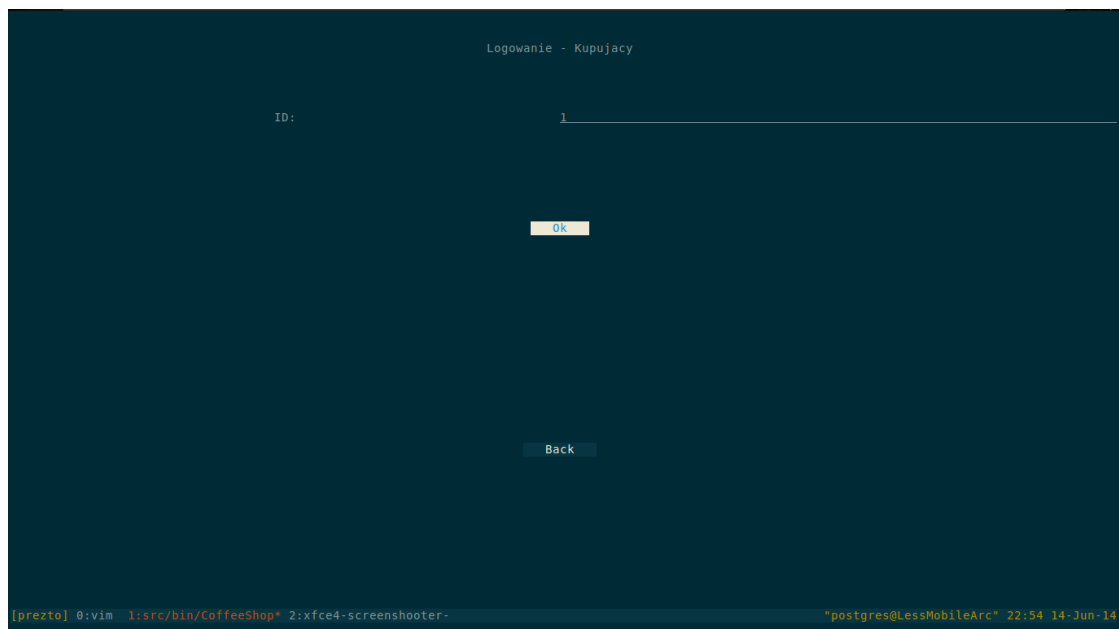 Logowanie - Kupujacy
ID: 1
Ok
Back
[prezto] 0:vim  1:src/bin/CoffeeShop* 2:xfce4-screenshooter- "postgres@LessMobileArc" 22:54 14-Jun-14